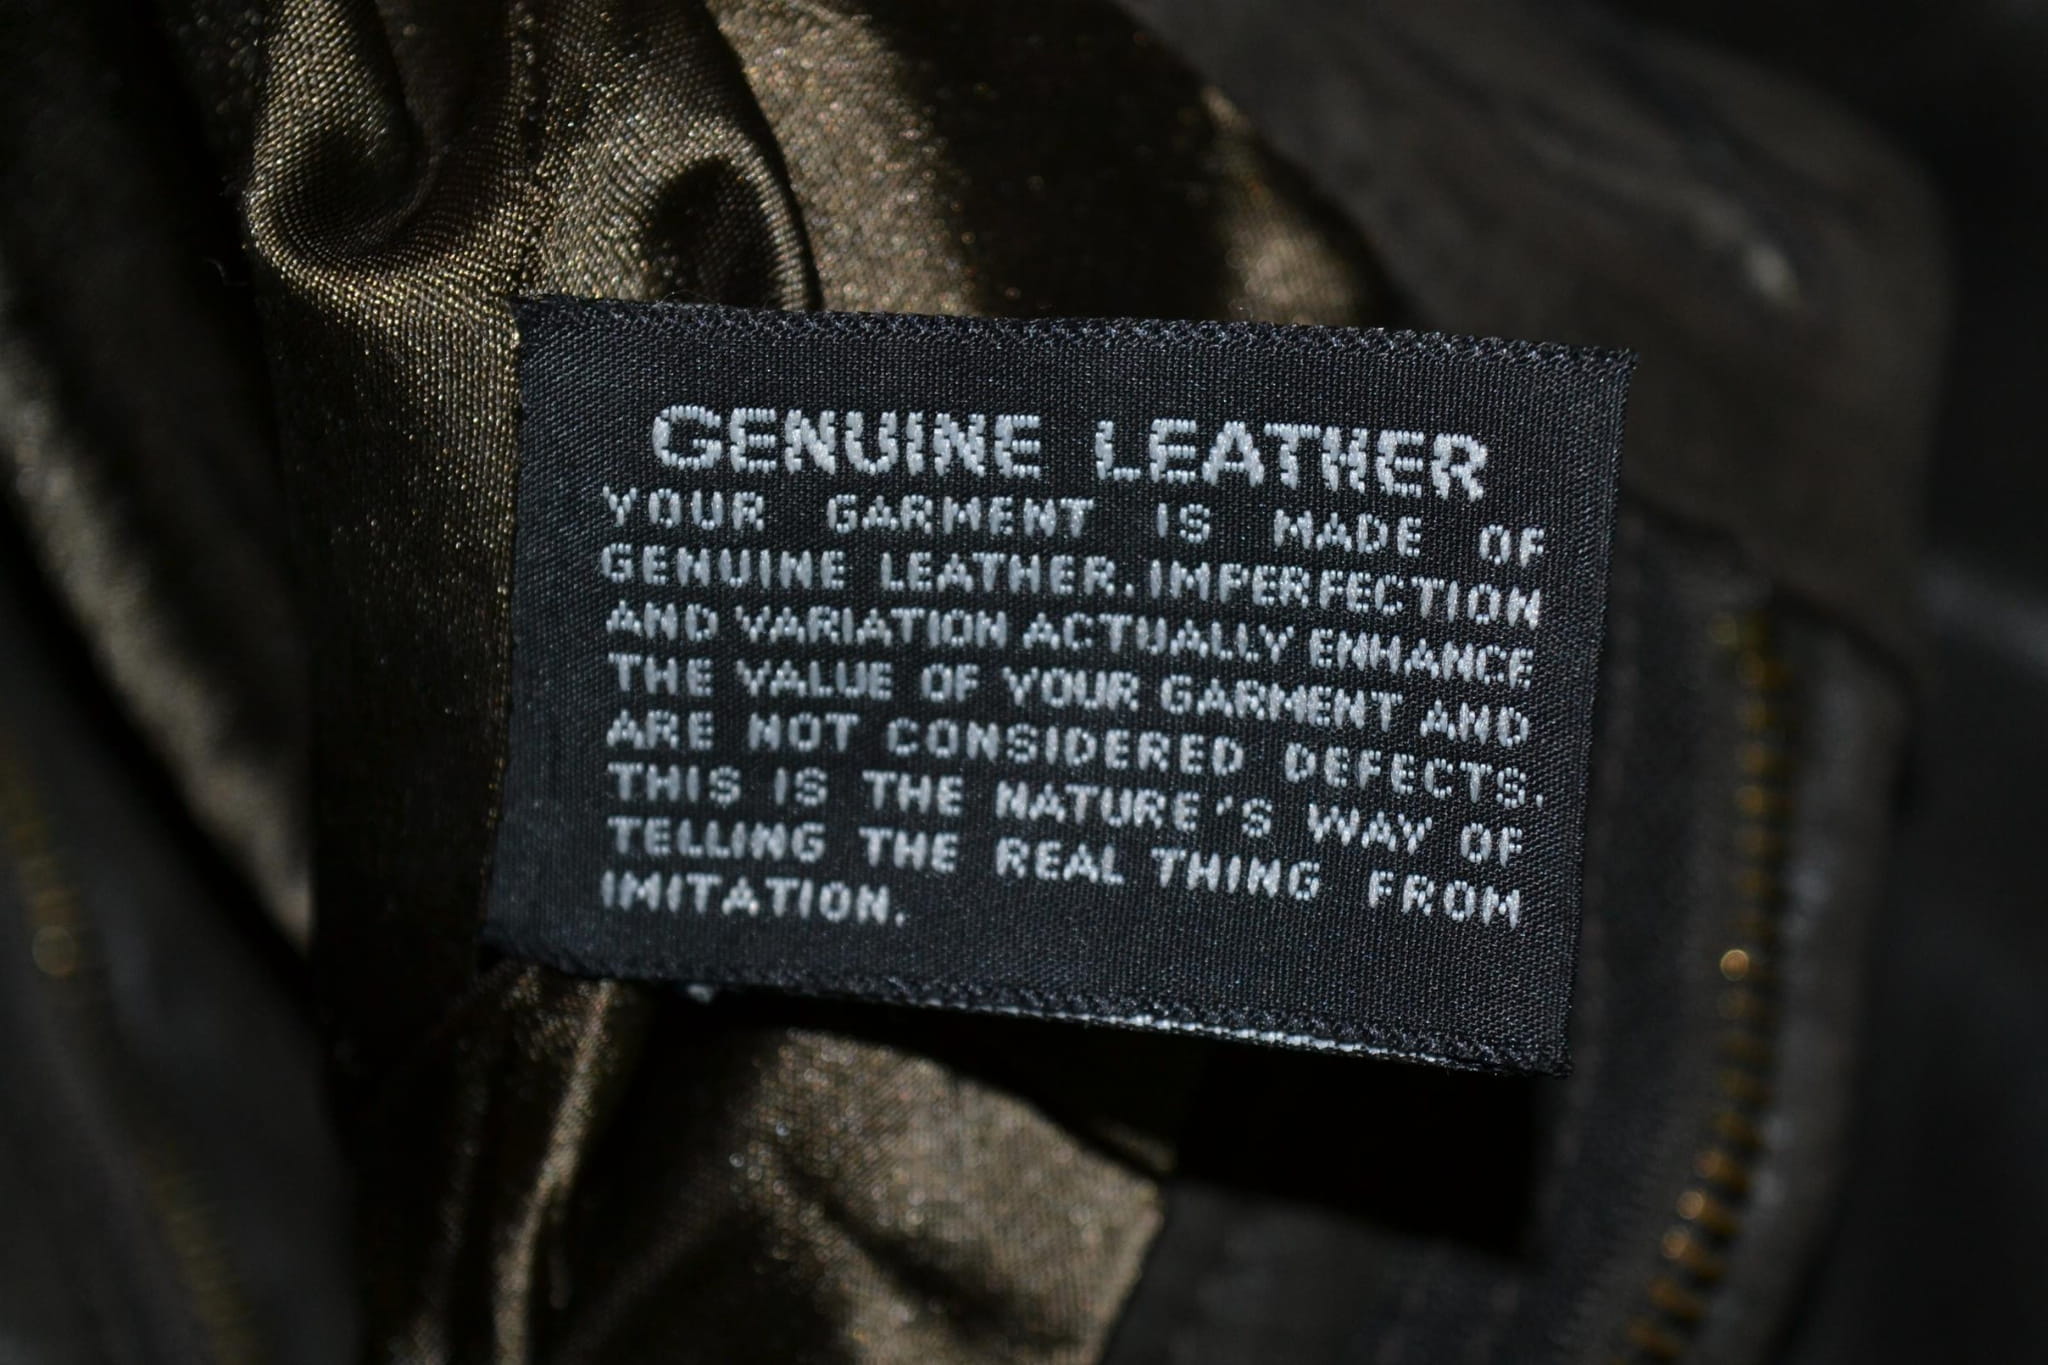 GENUINE LEATHER
YOUR GARMENT IS MADE OF
GENUINE LEATHER. IMPERFECTION
AND VARIATION ACTUALLY ENHANCE
THE VALUE OF YOUR GARMENT AND
ARE NOT CONSIDERED DEFECTS.
THIS IS THE NATURE'S WAY OF
TELLING THE REAL THING FROM
IMITATION.